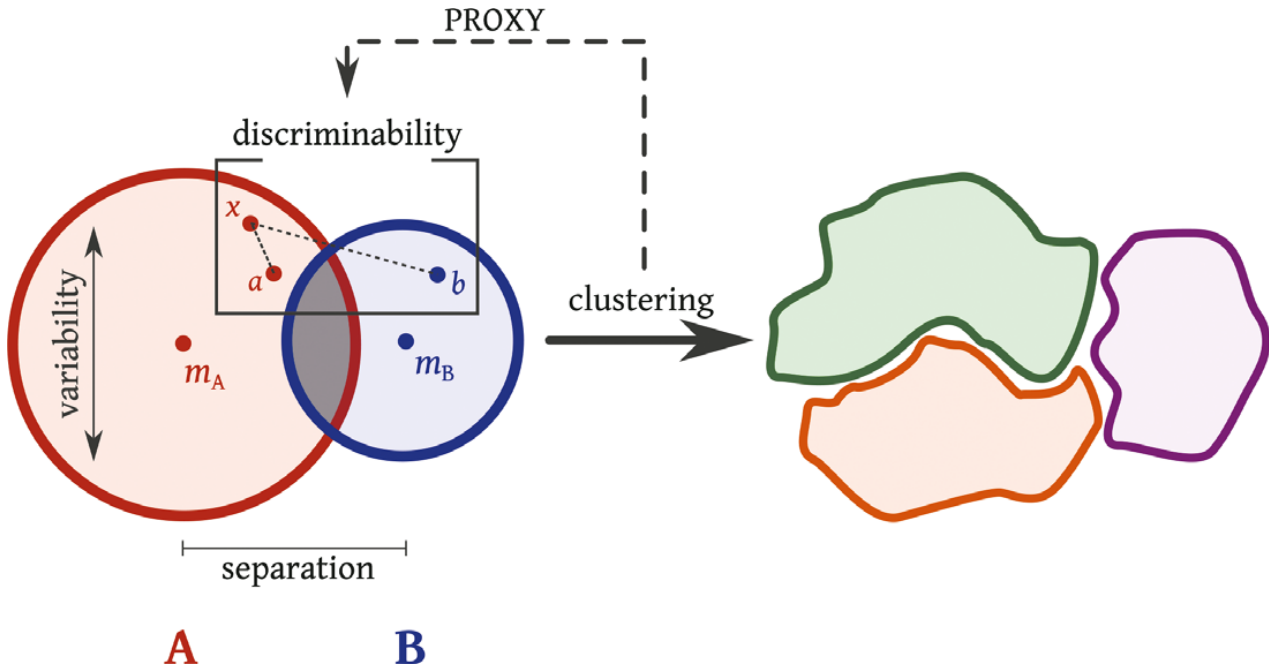 PROXY
discriminability
x
a
b
variability
clustering
m_A
m_B
separation
A
B